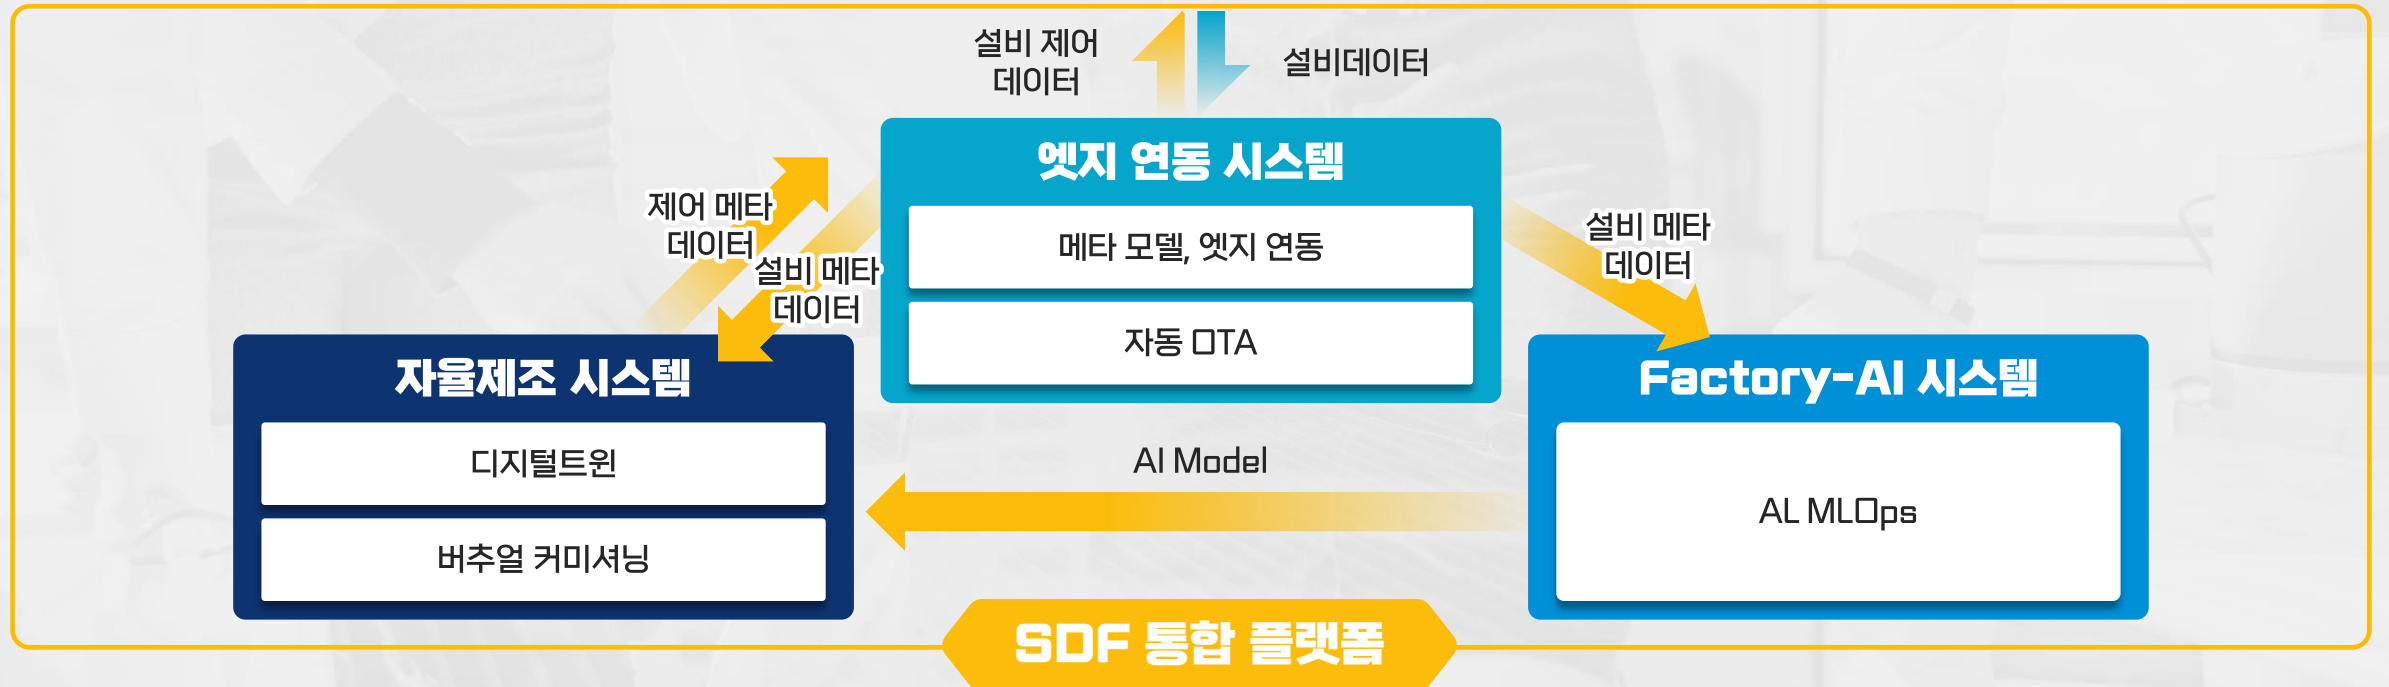 설비 제어
데이터
설비데이터
엣지 연동 시스템
메타 모델, 엣지 연동
자동 OTA
제어 메타
데이터
설비 메타
데이터
설비 메타
데이터
자율제조 시스템
디지털트윈
버추얼 커미셔닝
AI Model
Factory-AI 시스템
AL MLOps
SDF 통합 플랫폼